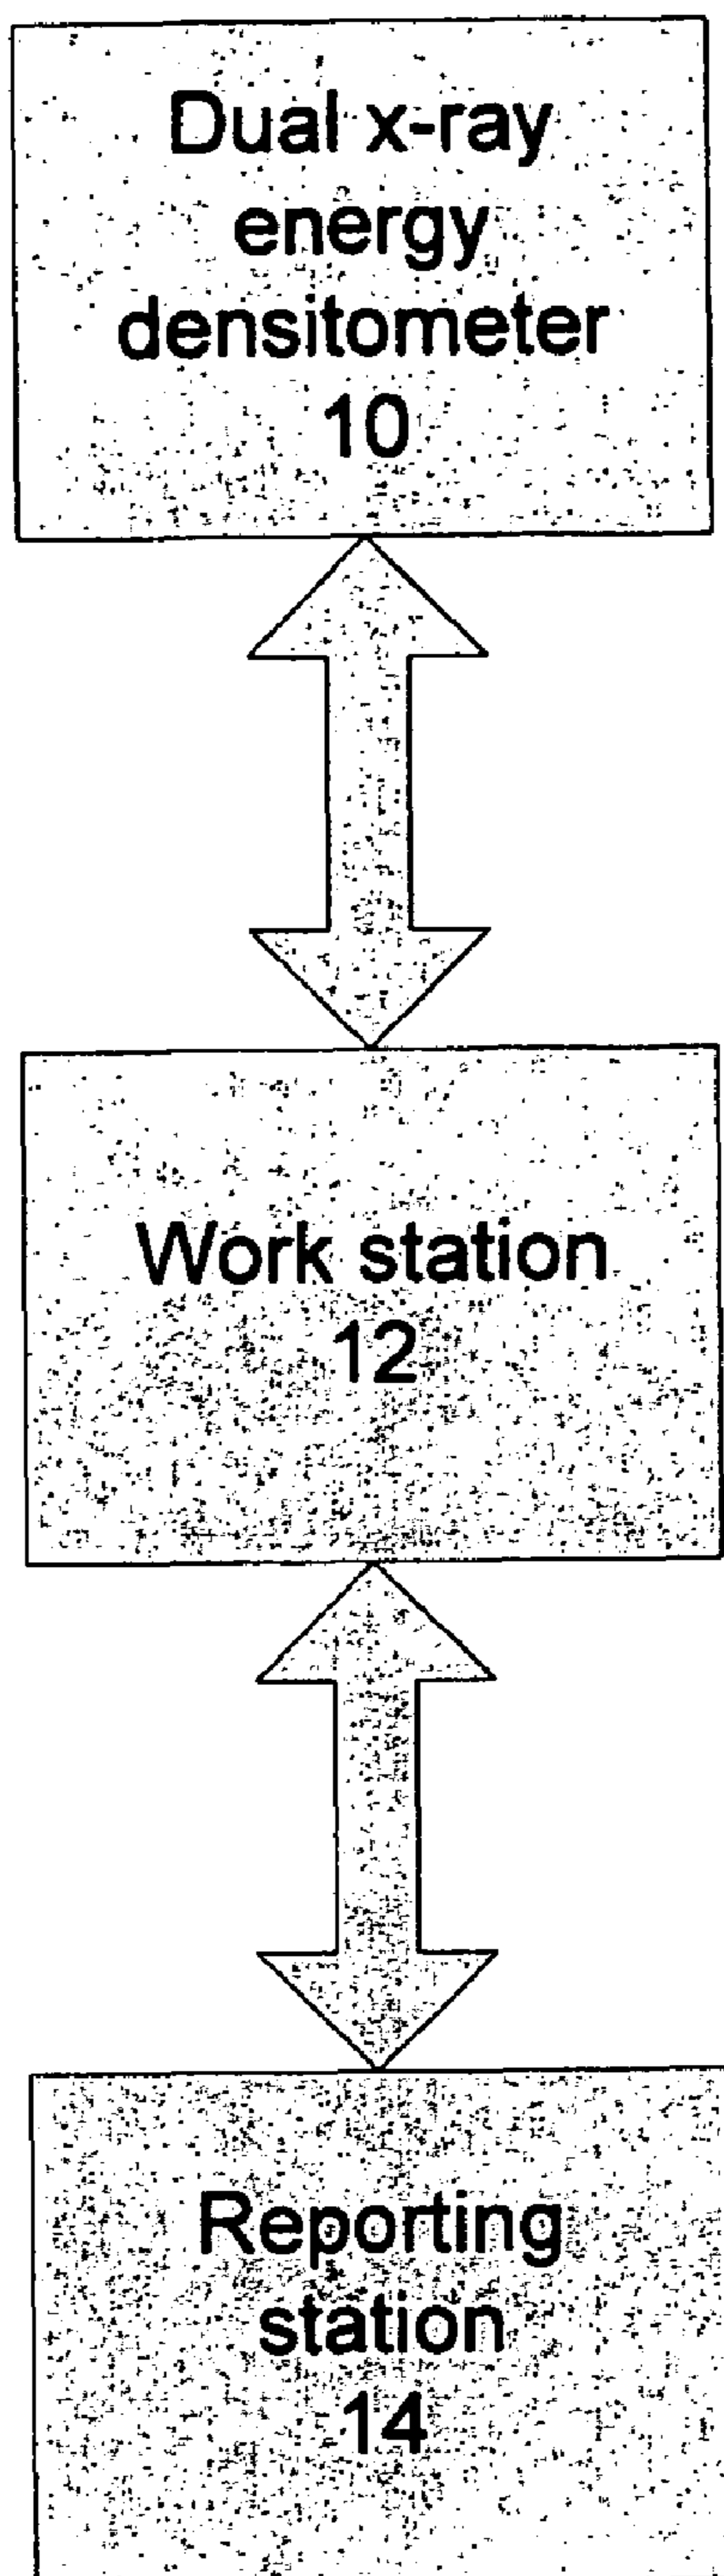 Dual x-ray
energy
densitometer
10
Work station
12
Reporting
station
14